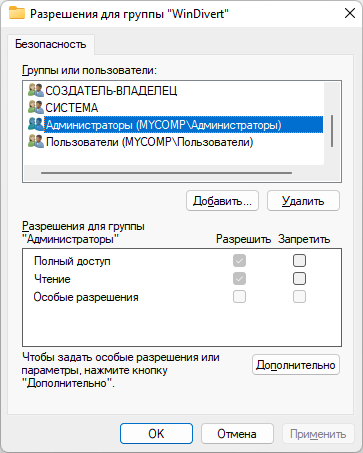 Разрешения для группы "WinDivert"
Безопасность
Группы или пользователи:
СОЗДАТЕЛЬ-ВЛАДЕЛЕЦ
СИСТЕМА
Администраторы (MYCOMP\Администраторы)
Пользователи (MYCOMP\Пользователи)
Добавить... Удалить
Разрешения для группы
"Администраторы" Разрешить Запретить
Полный доступ
Чтение
Особые разрешения
Чтобы задать особые разрешения или
параметры, нажмите кнопку
"Дополнительно".
Дополнительно
ОК Отмена Применить